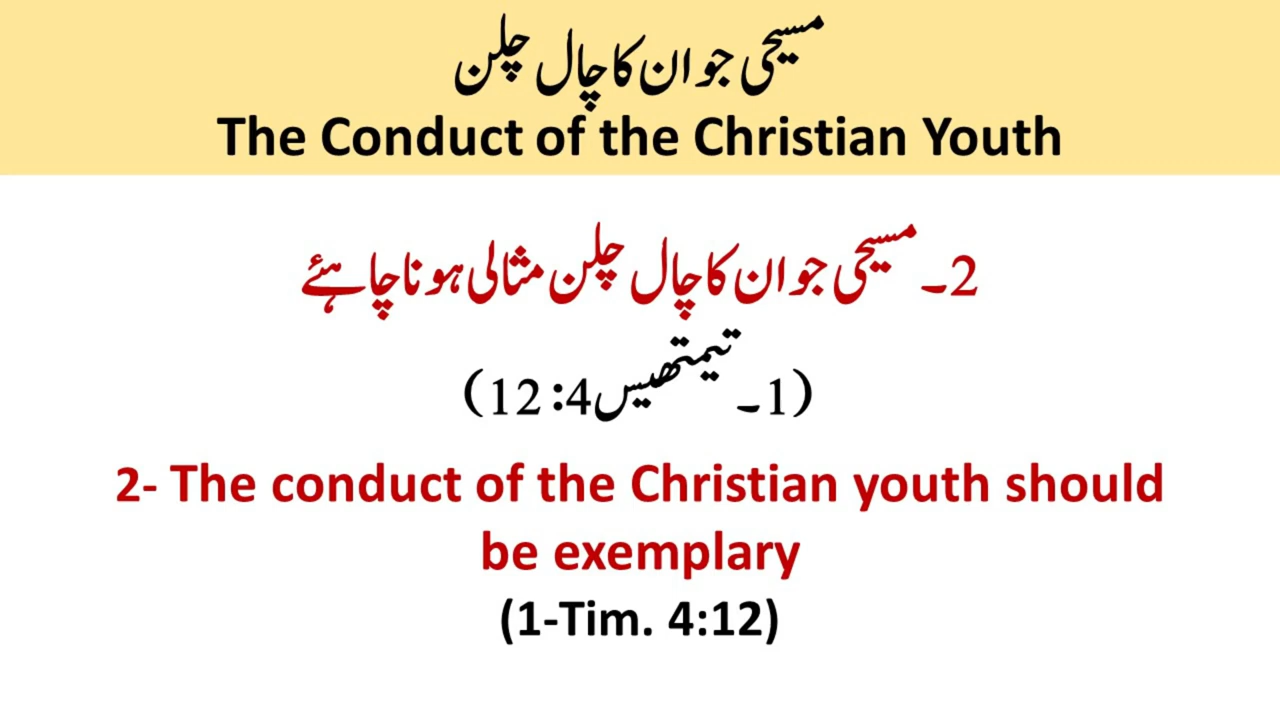 مسیحی جوان کا چال چلن
The Conduct of the Christian Youth
2۔ مسیحی جوان کا چال چلن مثالی ہونا چاہئے
(1۔ تیمتھیس 4: 12)
2- The conduct of the Christian youth should
be exemplary
(1-Tim. 4:12)